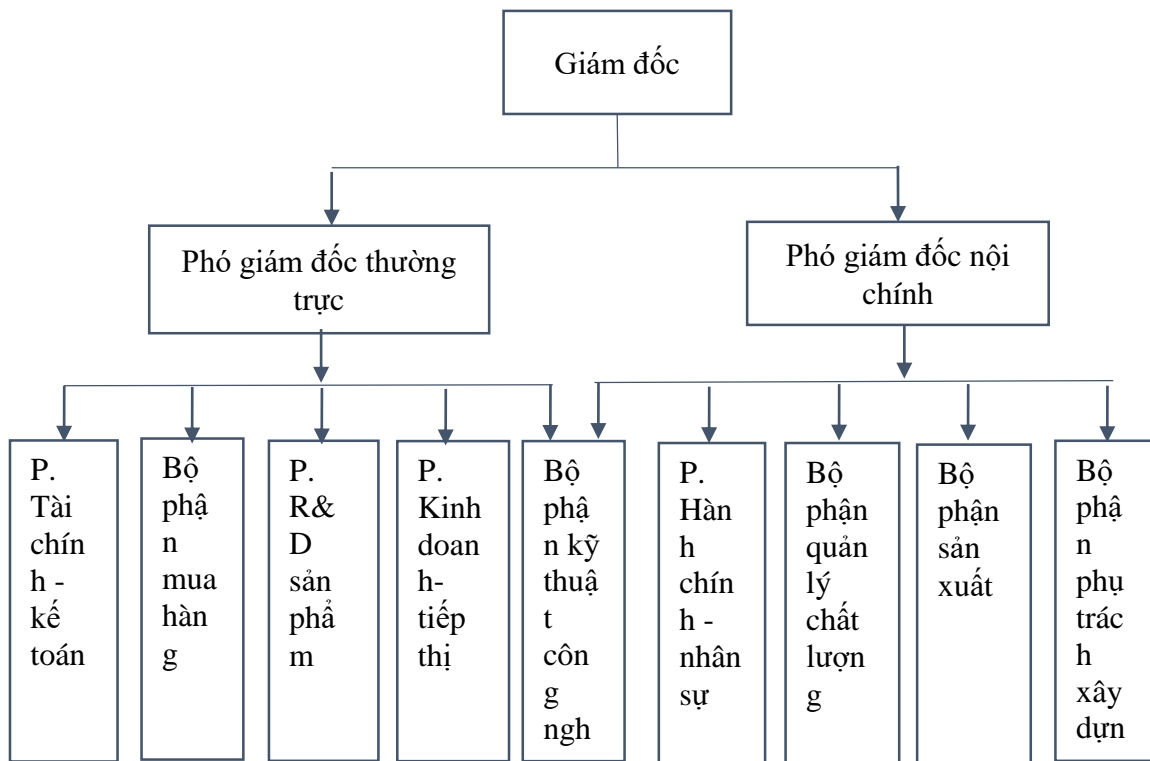 Giám đốc
Phó giám đốc thường
trực
Phó giám đốc nội
chính
P.
Tài
chín
h -
kế
toán
Bộ
phậ
n
mua
hàn
g
P.
R&
D
sản
phẩ
m
P.
Kinh
doan
h-
tiếp
thị
Bộ
phậ
n kỹ
thuậ
t
côn
g
ngh
P.
Hàn
h
chín
h -
nhân
sự
Bộ
phận
quản
lý
chất
lượn
g
Bộ
phận
sản
xuất
Bộ
phậ
n
phụ
trác
h
xây
dựn